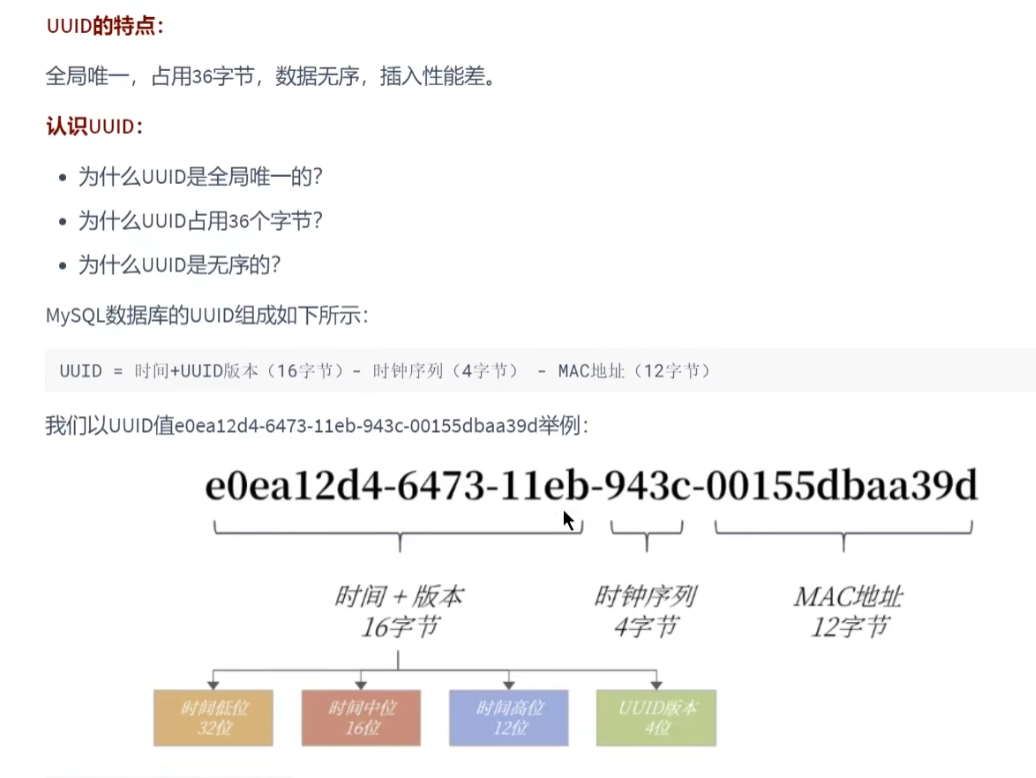 UUID的特点：
全局唯一，占用36字节，数据无序，插入性能差。
认识UUID：
为什么UUID是全局唯一的？
为什么UUID占用36个字节？
为什么UUID是无序的？
MySQL数据库的UUID组成如下所示：
UUID = 时间+UUID版本（16字节）- 时钟序列（4字节） - MAC地址（12字节）
我们以UUID值e0ea12d4-6473-11eb-943c-00155dbaa39d举例：
e0ea12d4-6473-11eb-943c-00155dbaa39d
时间 + 版本 时钟序列 MAC地址
16字节 4字节 12字节
时间低位 时间中位 时间高位 UUID版本
32位 16位 12位 4位